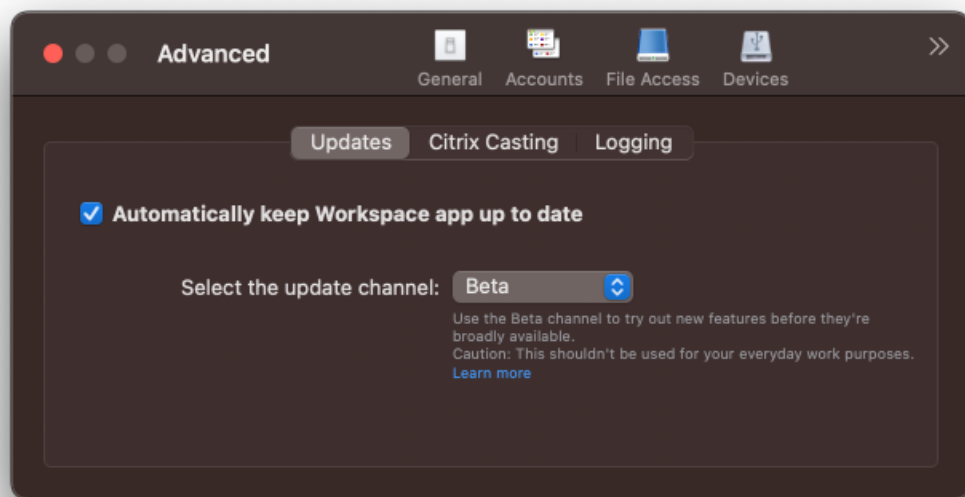 Advanced
General Accounts File Access Devices
Updates Citrix Casting Logging
Automatically keep Workspace app up to date
Select the update channel: Beta
Use the Beta channel to try out new features before they're
broadly available.
Caution: This shouldn't be used for your everyday work purposes.
Learn more